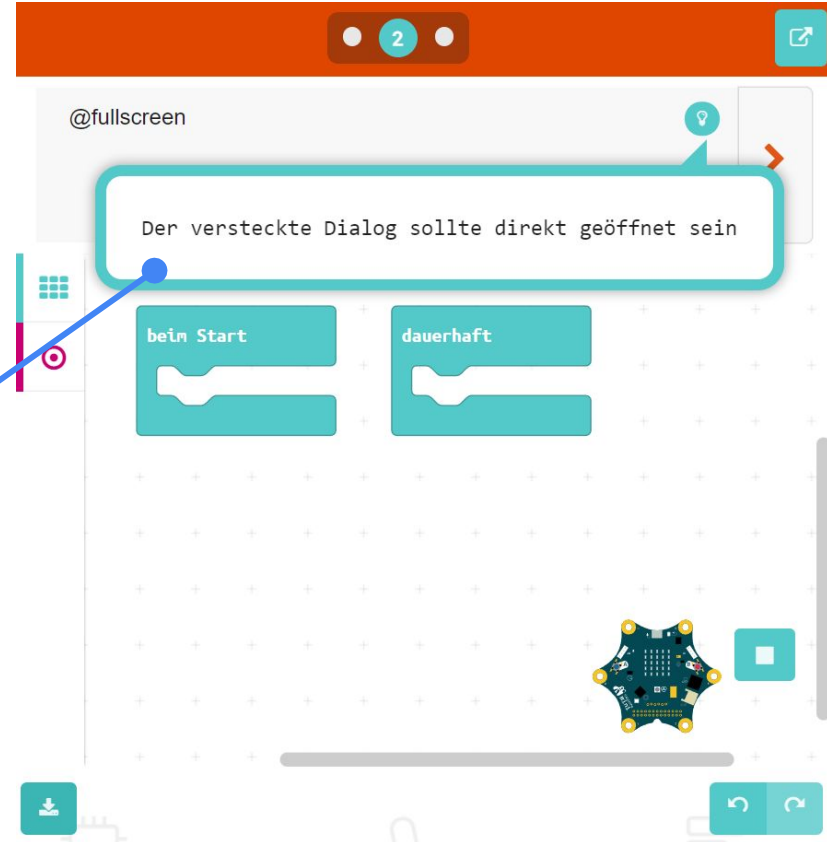 2
@fullscreen
Der versteckte Dialog sollte direkt geöffnet sein
beim Start
dauerhaft